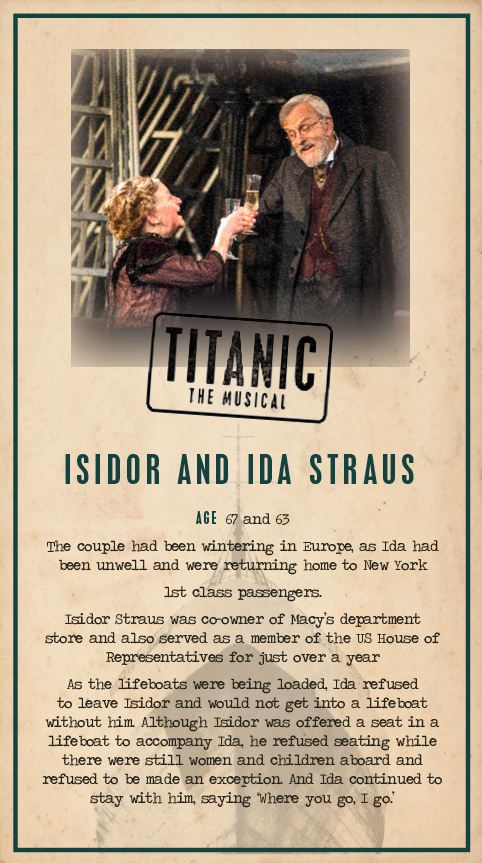 TITANIC
THE MUSICAL
ISIDOR AND IDA STRAUS
AGE 67 and 63
The couple had been wintering in Europe, as Ida had
been unwell and were returning home to New York
1st class passengers.
Isidor Straus was co-owner of Macy's department
store and also served as a member of the US House of
Representatives for just over a year
As the lifeboats were being loaded, Ida refused
to leave Isidor and would not get into a lifeboat
without him. Although Isidor was offered a seat in a
lifeboat to accompany Ida, he refused seating while
there were still women and children aboard and
refused to be made an exception. And Ida continued to
stay with him, saying 'Where you go, I go.'